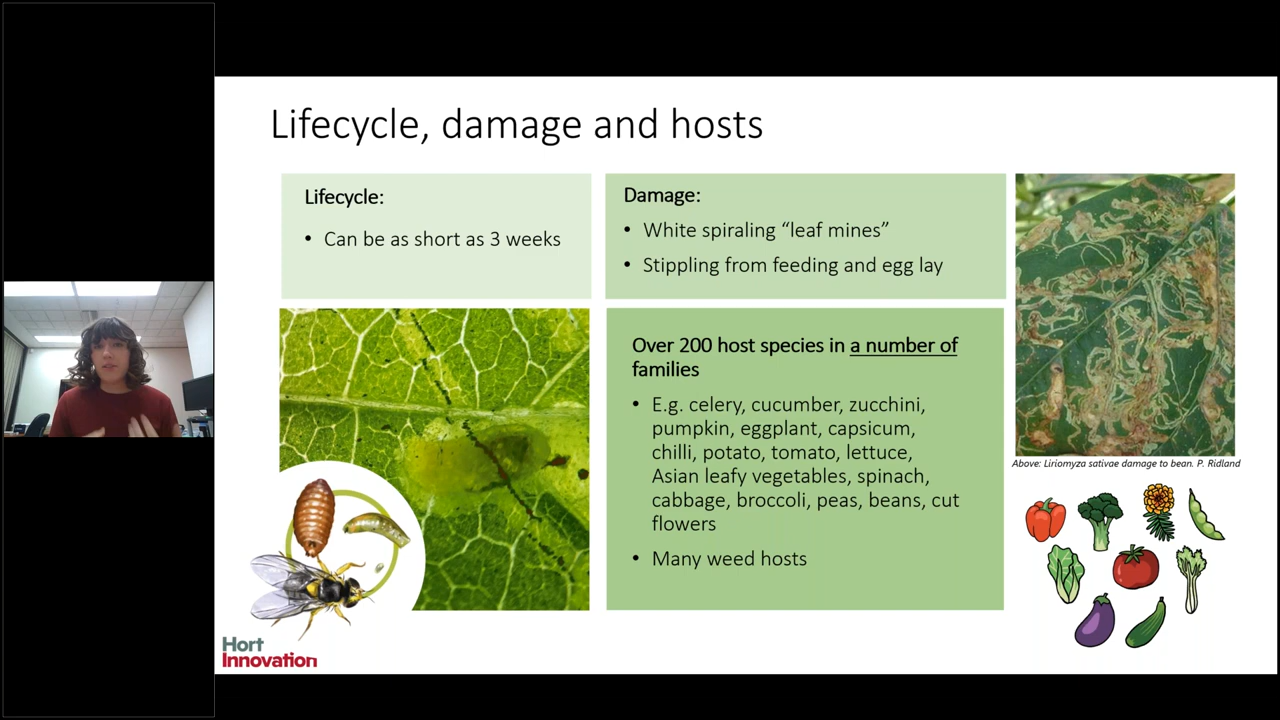 Lifecycle, damage and hosts
Lifecycle:
• Can be as short as 3 weeks
Damage:
• White spiraling “leaf mines”
• Stippling from feeding and egg lay
Over 200 host species in a number of
families
• E.g. celery, cucumber, zucchini,
pumpkin, eggplant, capsicum,
chilli, potato, tomato, lettuce,
Asian leafy vegetables, spinach,
cabbage, broccoli, peas, beans, cut
flowers
• Many weed hosts
Above: Liriomyza sativae damage to bean. P. Ridland
Hort
Innovation